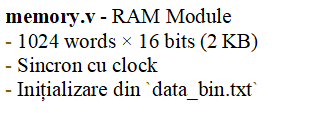 memory.v - RAM Module
- 1024 words × 16 bits (2 KB)
- Sincron cu clock
- Inițializare din `data_bin.txt`